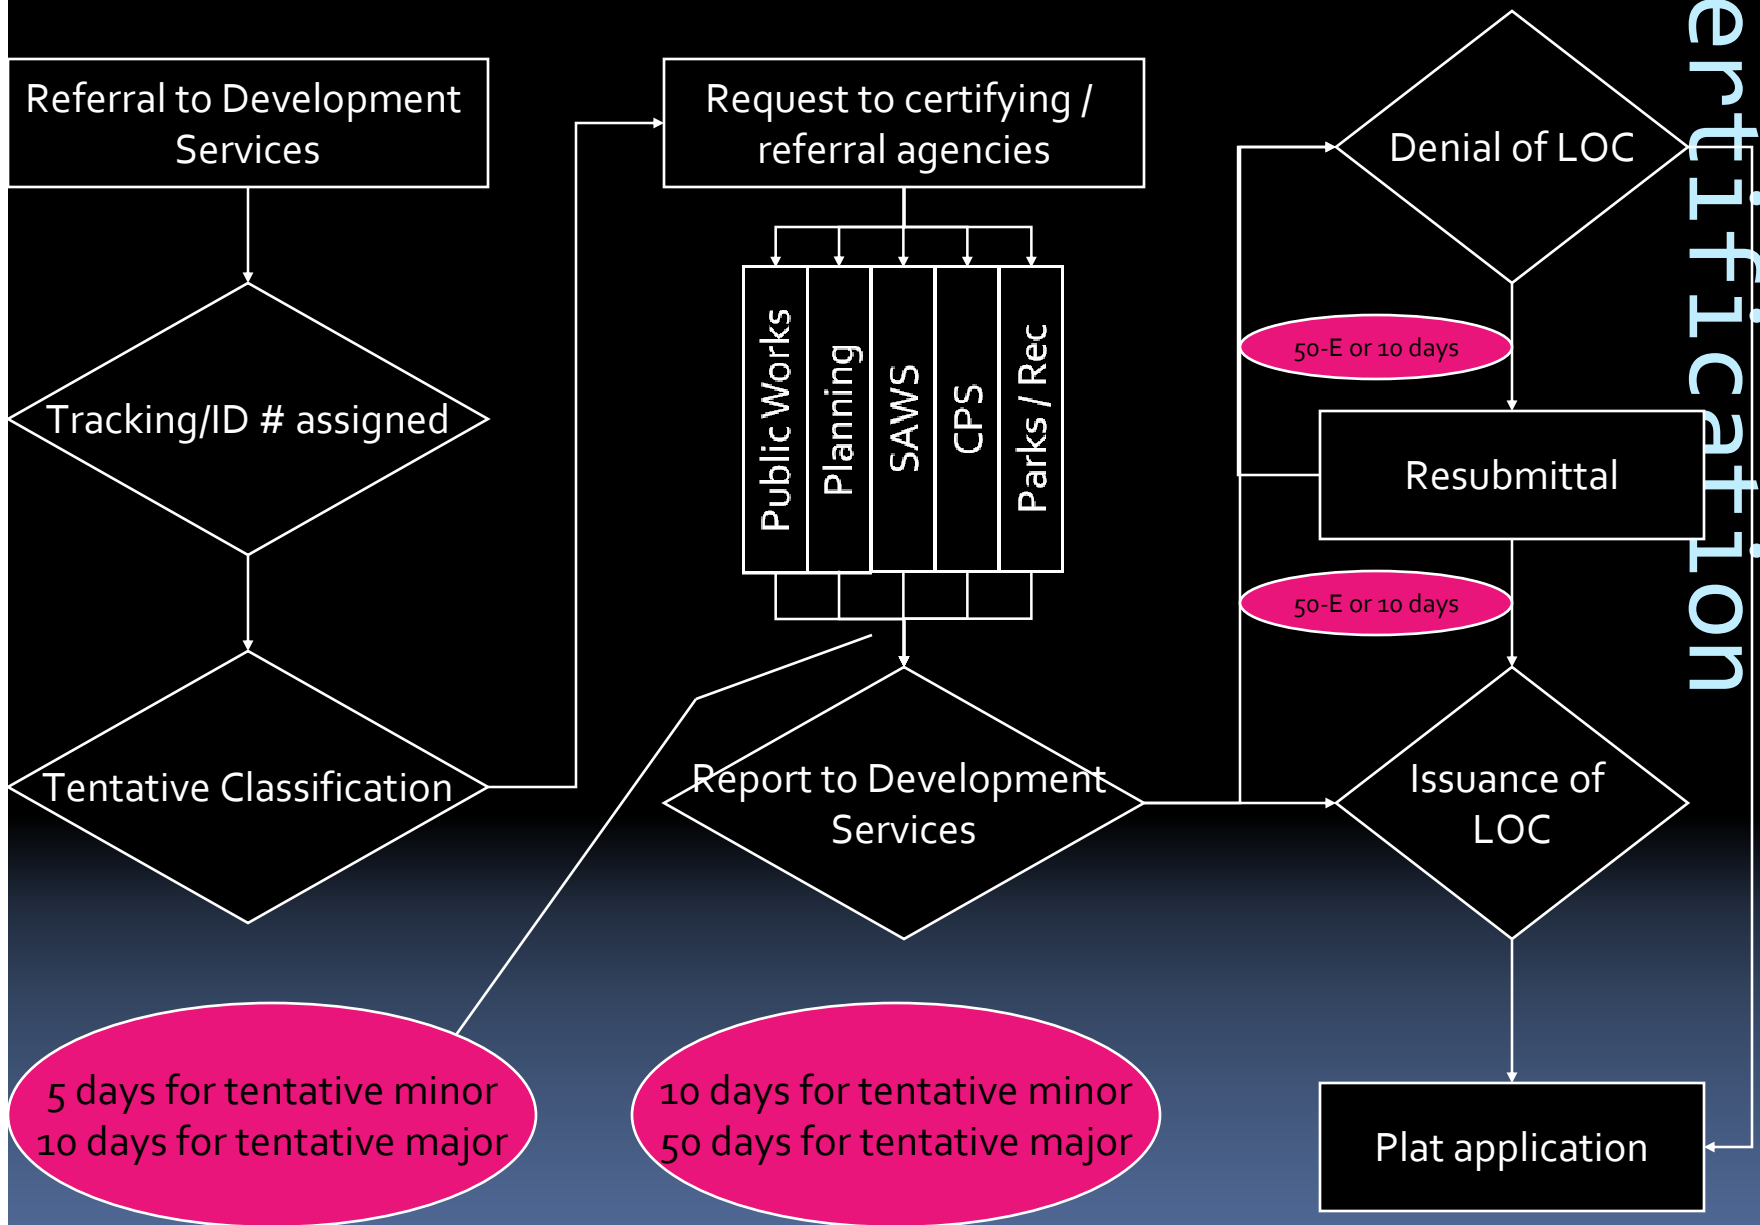 Referral to Development
Services
Tracking/ID # assigned
Tentative Classification
5 days for tentative minor
10 days for tentative major
Request to certifying /
referral agencies
Public Works
Planning
SAWS
CPS
Parks / Rec
Report to Development
Services
10 days for tentative minor
50 days for tentative major
Denial of LOC
50-E or 10 days
Resubmittal
50-E or 10 days
Issuance of
LOC
Plat application
ertification